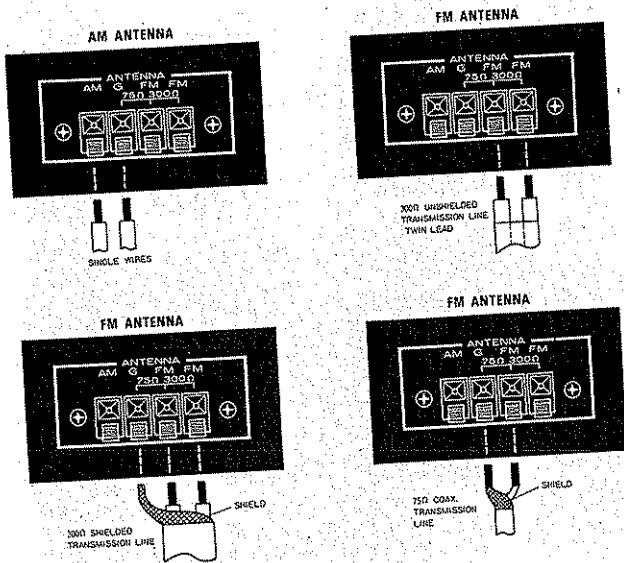 AM ANTENNA
ANTENNA
AM G FM FM
75Ω 300Ω
SINGLE WIRES
FM ANTENNA
ANTENNA
AM G FM FM
75Ω 300Ω
300Ω UNSHIELDED
TRANSMISSION LINE
TWIN LEAD
FM ANTENNA
ANTENNA
AM G FM FM
75Ω 300Ω
SHIELD
300Ω SHIELDED
TRANSMISSION LINE
FM ANTENNA
ANTENNA
AM G FM FM
75Ω 300Ω
SHIELD
75Ω COAX.
TRANSMISSION
LINE